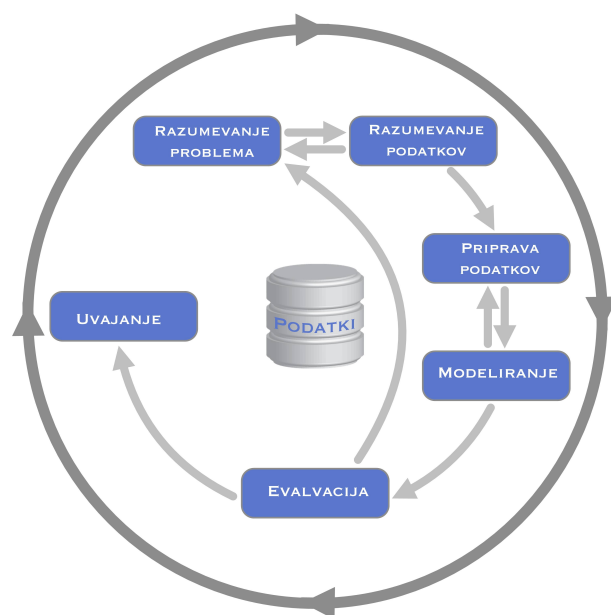 RAZUMEVANJE
PROBLEMA
RAZUMEVANJE
PODATKOV
PRIPRAVA
PODATKOV
PODATKI
UVAJANJE
MODELIRANJE
EVALVACIJA